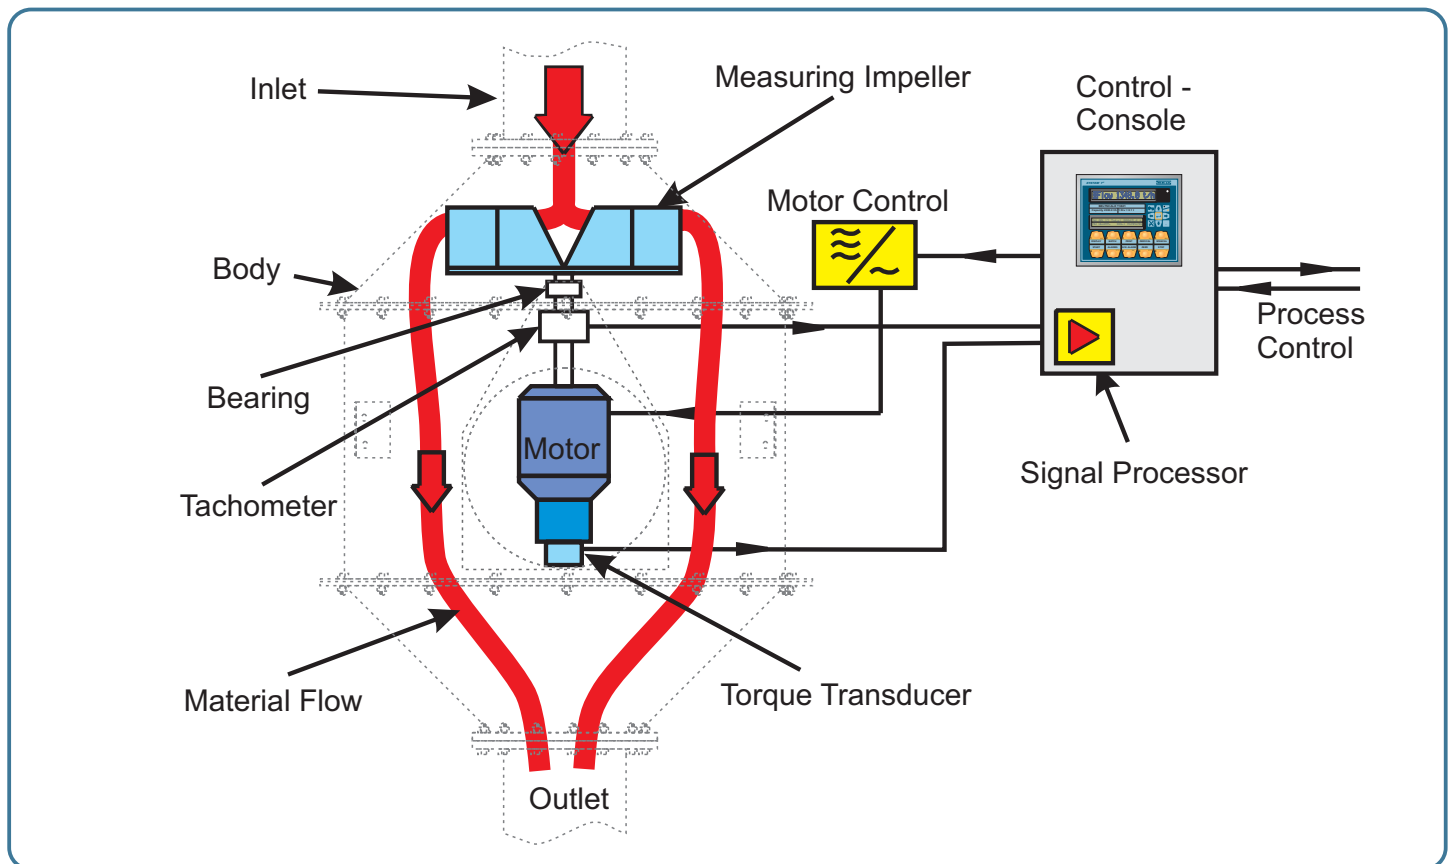 Inlet
Measuring Impeller
Control -
Console
Motor Control
Body
Process
Control
Bearing
Motor
Signal Processor
Tachometer
Material Flow
Torque Transducer
Outlet